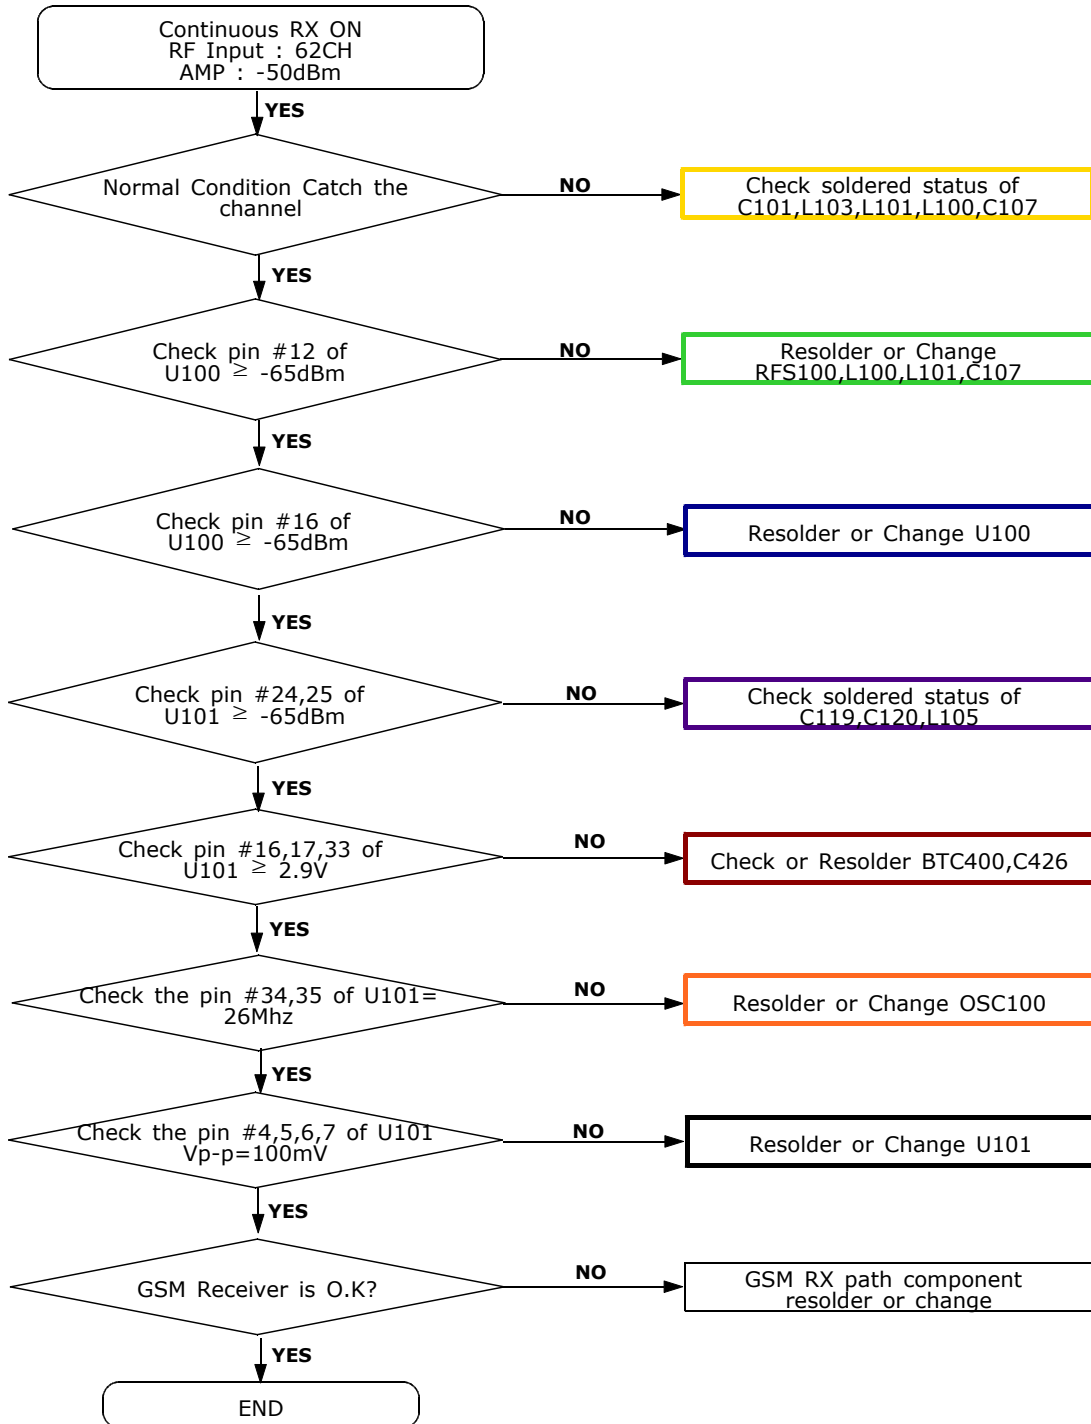 Continuous RX ON
RF Input : 62CH
AMP : -50dBm
YES
Normal Condition Catch the
channel
NO
Check soldered status of
C101,L103,L101,L100,C107
YES
Check pin #12 of
U100 ≥ -65dBm
NO
Resolder or Change
RFS100,L100,L101,C107
YES
Check pin #16 of
U100 ≥ -65dBm
NO
Resolder or Change U100
YES
Check pin #24,25 of
U101 ≥ -65dBm
NO
Check soldered status of
C119,C120,L105
YES
Check pin #16,17,33 of
U101 ≥ 2.9V
NO
Check or Resolder BTC400,C426
YES
Check the pin #34,35 of U101=
26Mhz
NO
Resolder or Change OSC100
YES
Check the pin #4,5,6,7 of U101
Vp-p=100mV
NO
Resolder or Change U101
YES
GSM Receiver is O.K?
NO
GSM RX path component
resolder or change
YES
END